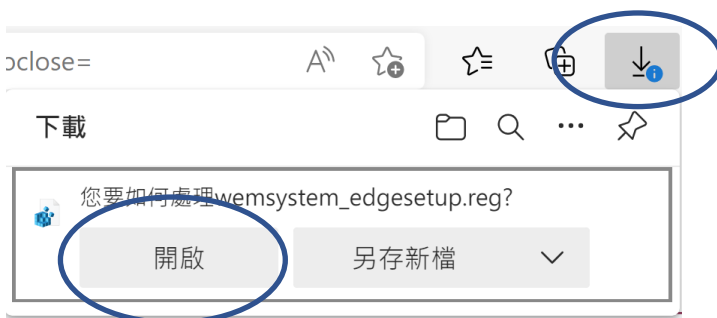 oclose=
下載
您要如何處理wemsystem_edgesetup.reg?
開啟
另存新檔